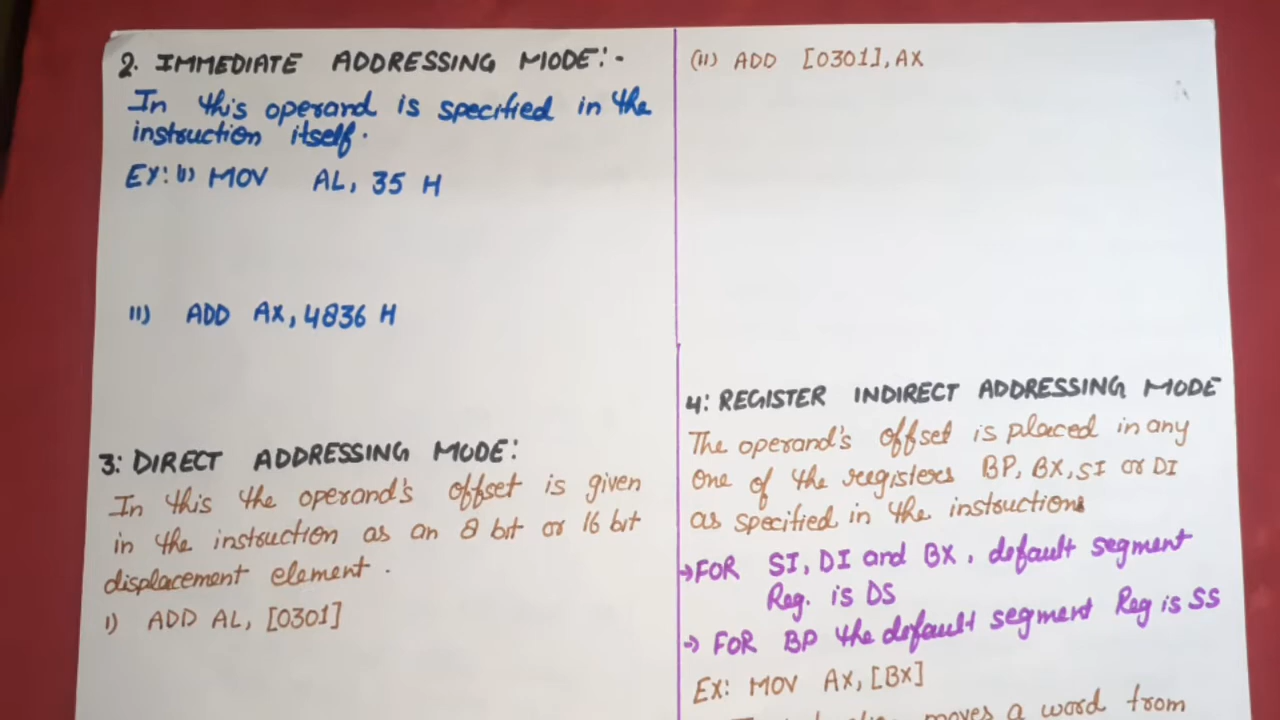 2. IMMEDIATE ADDRESSING MODE:-
In this operand is specified in the
instruction itself.
EX: i) MOV AL, 35 H
II) ADD AX, 4836 H
3: DIRECT ADDRESSING MODE:
In this the operand's offset is given
in the instruction as an 8 bit or 16 bit
displacement element.
1) ADD AL, [0301]
(II) ADD [0301], AX
4: REGISTER INDIRECT ADDRESSING MODE
The operand's offset is placed in any
one of the registers BP, BX, SI or DI
as specified in the instructions
→FOR SI, DI and BX, default segment
Reg. is DS
→ FOR BP the default segment Reg is SS
EX: MOV AX, [BX]
moves a word from